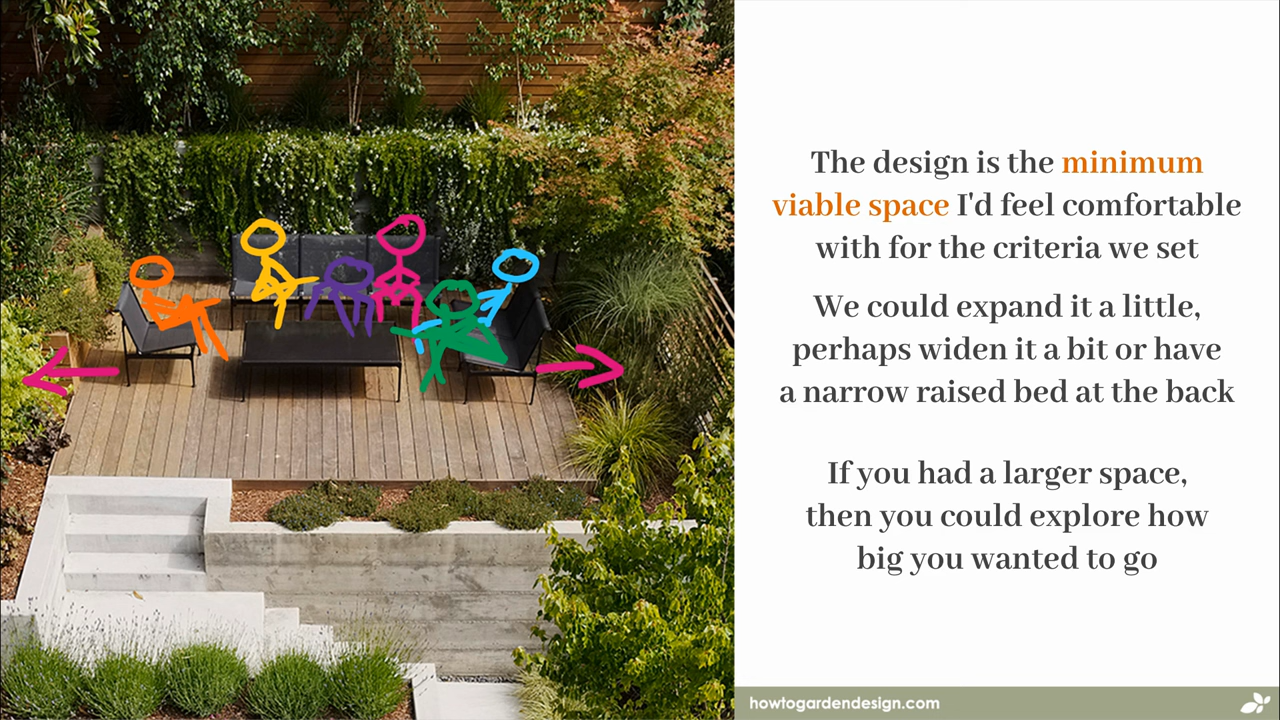 The design is the minimum
viable space I'd feel comfortable
with for the criteria we set
We could expand it a little,
perhaps widen it a bit or have
a narrow raised bed at the back
If you had a larger space,
then you could explore how
big you wanted to go
howtogardendesign.com